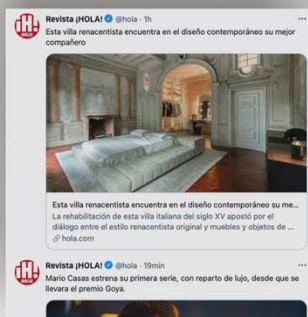 Revista ¡HOLA! @hola · 1h
Esta villa renacentista encuentra en el diseño contemporáneo su mejor
compañero
Esta villa renacentista encuentra en el diseño contemporáneo su me...
La rehabilitación de esta villa italiana del siglo XV apostó por el
diálogo entre el estilo renacentista original y muebles y objetos de ...
hola.com
Revista ¡HOLA! @hola · 19min
Mario Casas estrena su primera serie, con reparto de lujo, desde que se
llevara el premio Goya.
¡HOLA!
¡HOLA!